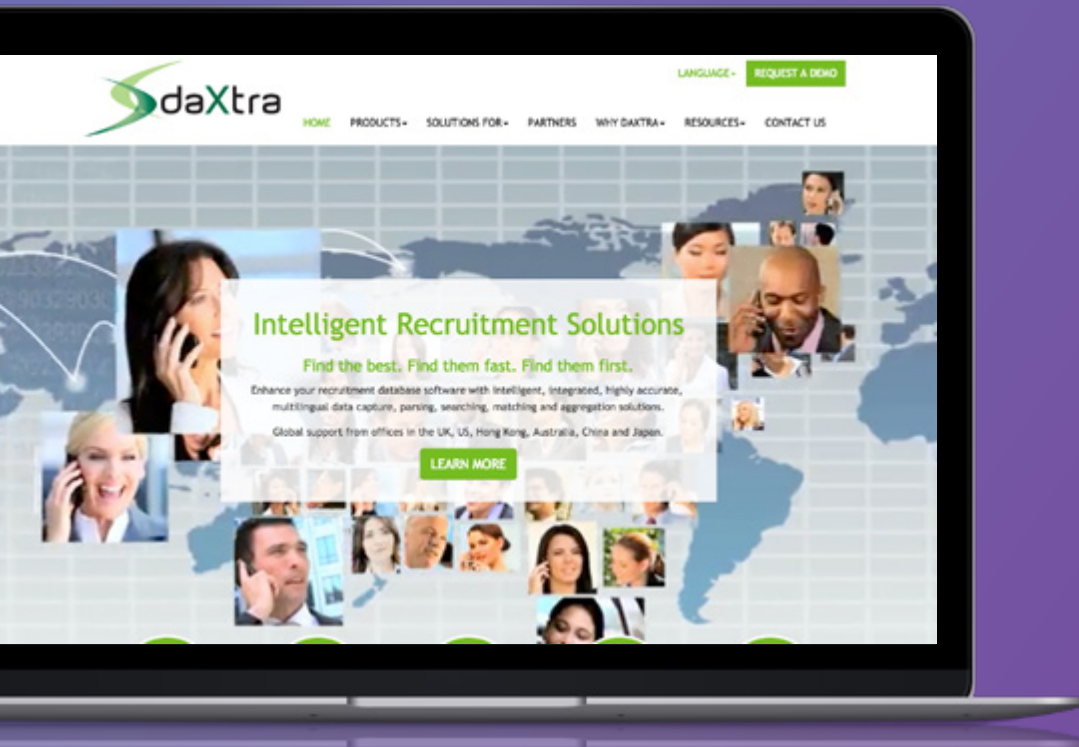 daXtra
LANGUAGE
REQUEST A DEMO
HOME PRODUCTS SOLUTIONS FOR PARTNERS WHY DAXTRA RESOURCES CONTACT US
Intelligent Recruitment Solutions
Find the best. Find them fast. Find them first.
Enhance your recruitment database software with intelligent, integrated, highly accurate,
multilingual data capture, parsing, searching, matching and aggregation solutions.
Global support from offices in the UK, US, Hong Kong, Australia, China and Japan.
LEARN MORE